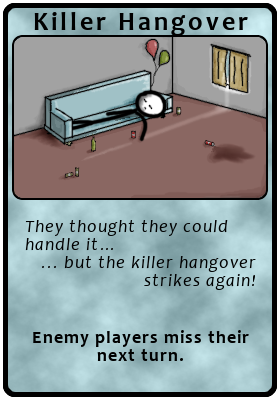 Killer Hangover
They thought they could
handle it...
... but the killer hangover
strikes again!
Enemy players miss their
next turn.